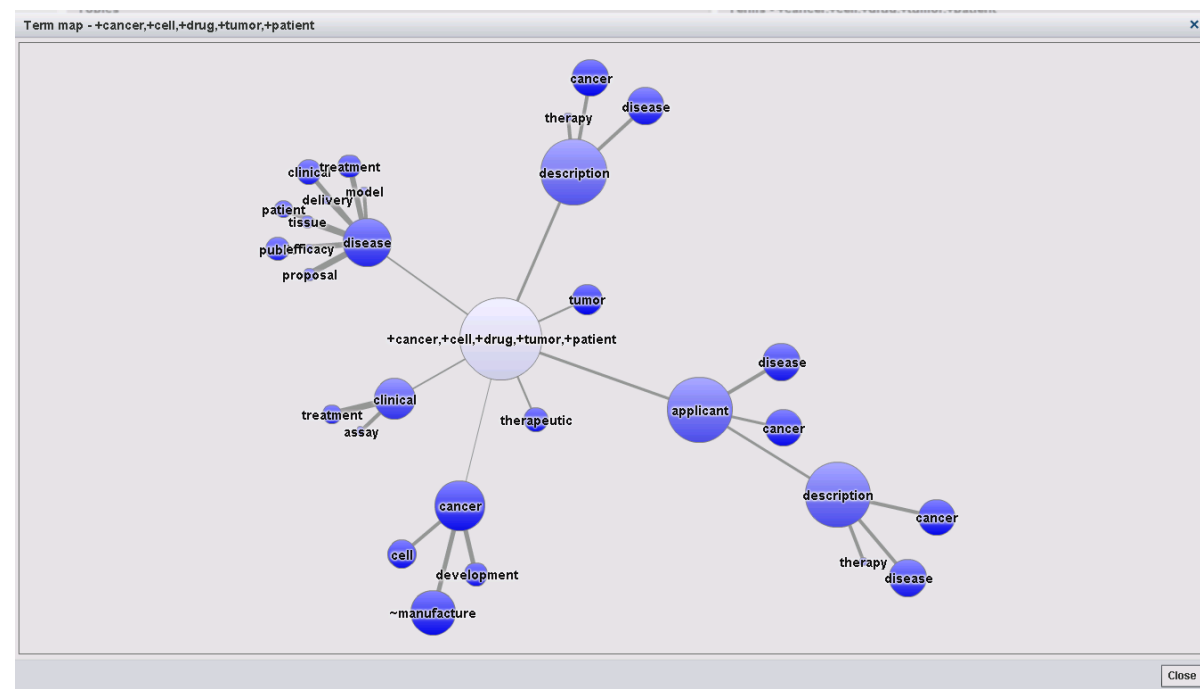 Term map - +cancer,+cell,+drug,+tumor,+patient
×
cancer
disease
therapy
description
clinical
treatment
model
delivery
patient
tissue
disease
efficacy
proposal
tumor
+cancer,+cell,+drug,+tumor,+patient
disease
clinical
applicant
treatment
therapeutic
cancer
assay
description
cancer
cancer
cell
therapy
development
disease
~manufacture
Close